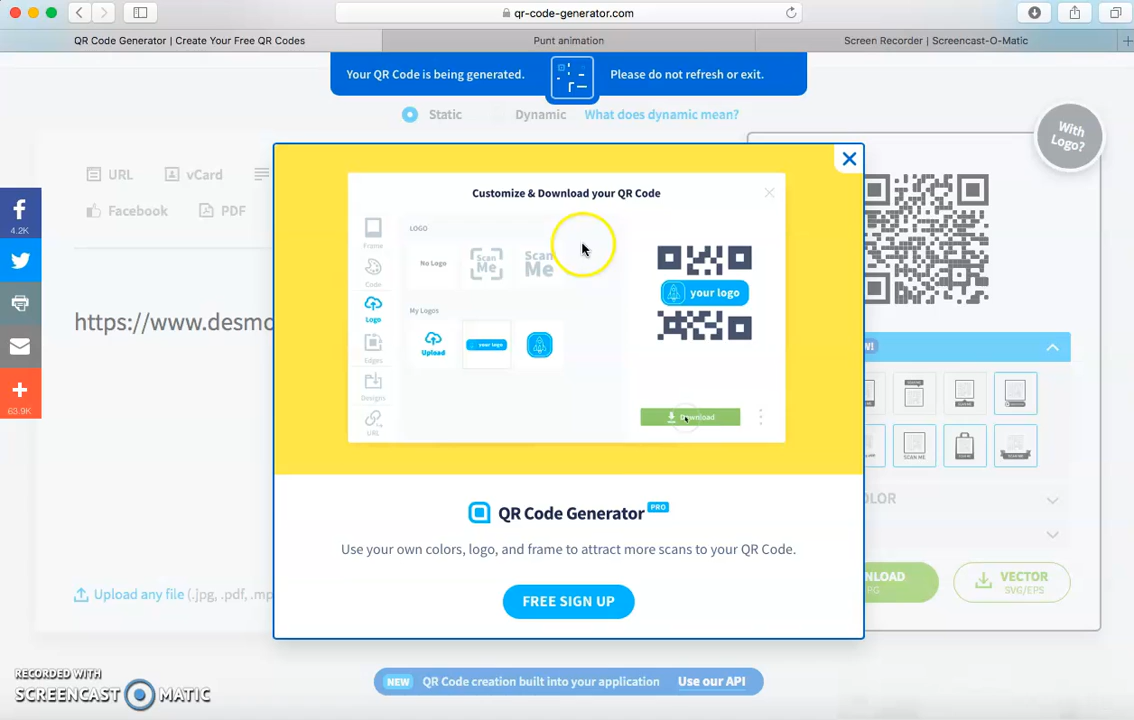 qr-code-generator.com
QR Code Generator | Create Your Free QR Codes
Punt animation
Screen Recorder | Screencast-O-Matic
Your QR Code is being generated.
Please do not refresh or exit.
Static
Dynamic
What does dynamic mean?
With
Logo?
URL
vCard
Facebook
PDF
4.2K
63.9K
https://www.desmo
Customize & Download your QR Code
LOGO
Frame
Code
Logo
Edges
Designs
URL
No Logo
Scan
Me
Scan
Me
My Logos
Upload
your logo
your logo
Download
QR Code Generator PRO
Use your own colors, logo, and frame to attract more scans to your QR Code.
FREE SIGN UP
SCAN ME
OLOR
Upload any file (.jpg, .pdf, .mp
NLOAD
PG
VECTOR
SVG/EPS
NEW QR Code creation built into your application Use our API
RECORDED WITH
SCREENCAST MATIC